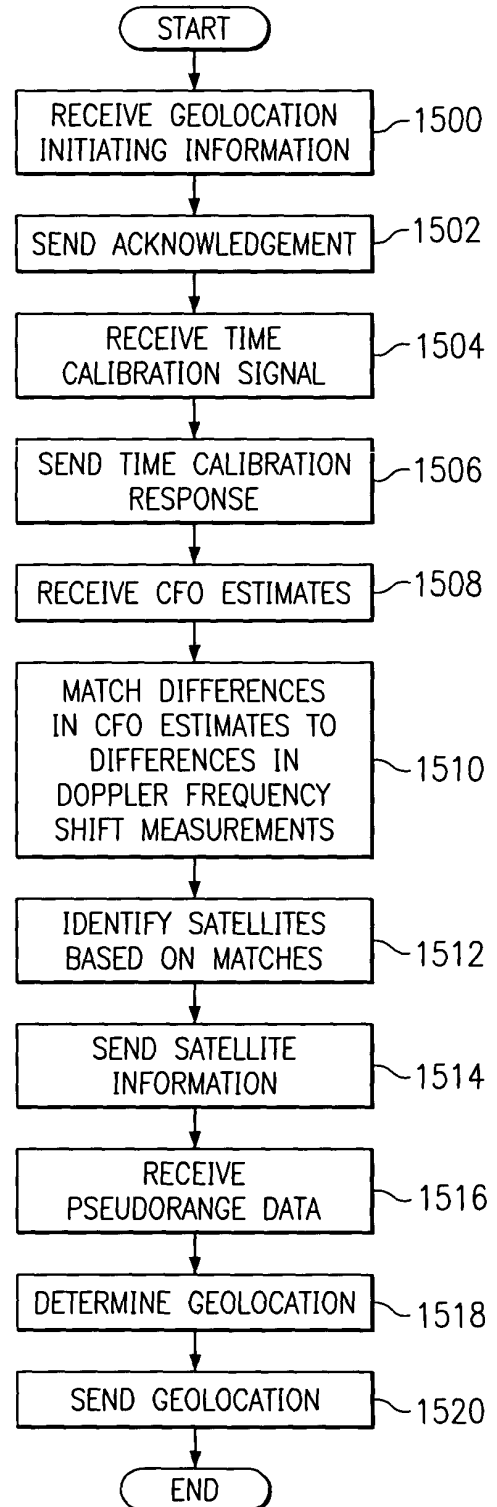 START
RECEIVE GEOLOCATION
INITIATING INFORMATION
1500
SEND ACKNOWLEDGEMENT
1502
RECEIVE TIME
CALIBRATION SIGNAL
1504
SEND TIME CALIBRATION
RESPONSE
1506
RECEIVE CFO ESTIMATES
1508
MATCH DIFFERENCES
IN CFO ESTIMATES TO
DIFFERENCES IN
DOPPLER FREQUENCY
SHIFT MEASUREMENTS
1510
IDENTIFY SATELLITES
BASED ON MATCHES
1512
SEND SATELLITE
INFORMATION
1514
RECEIVE
PSEUDORANGE DATA
1516
DETERMINE GEOLOCATION
1518
SEND GEOLOCATION
1520
END